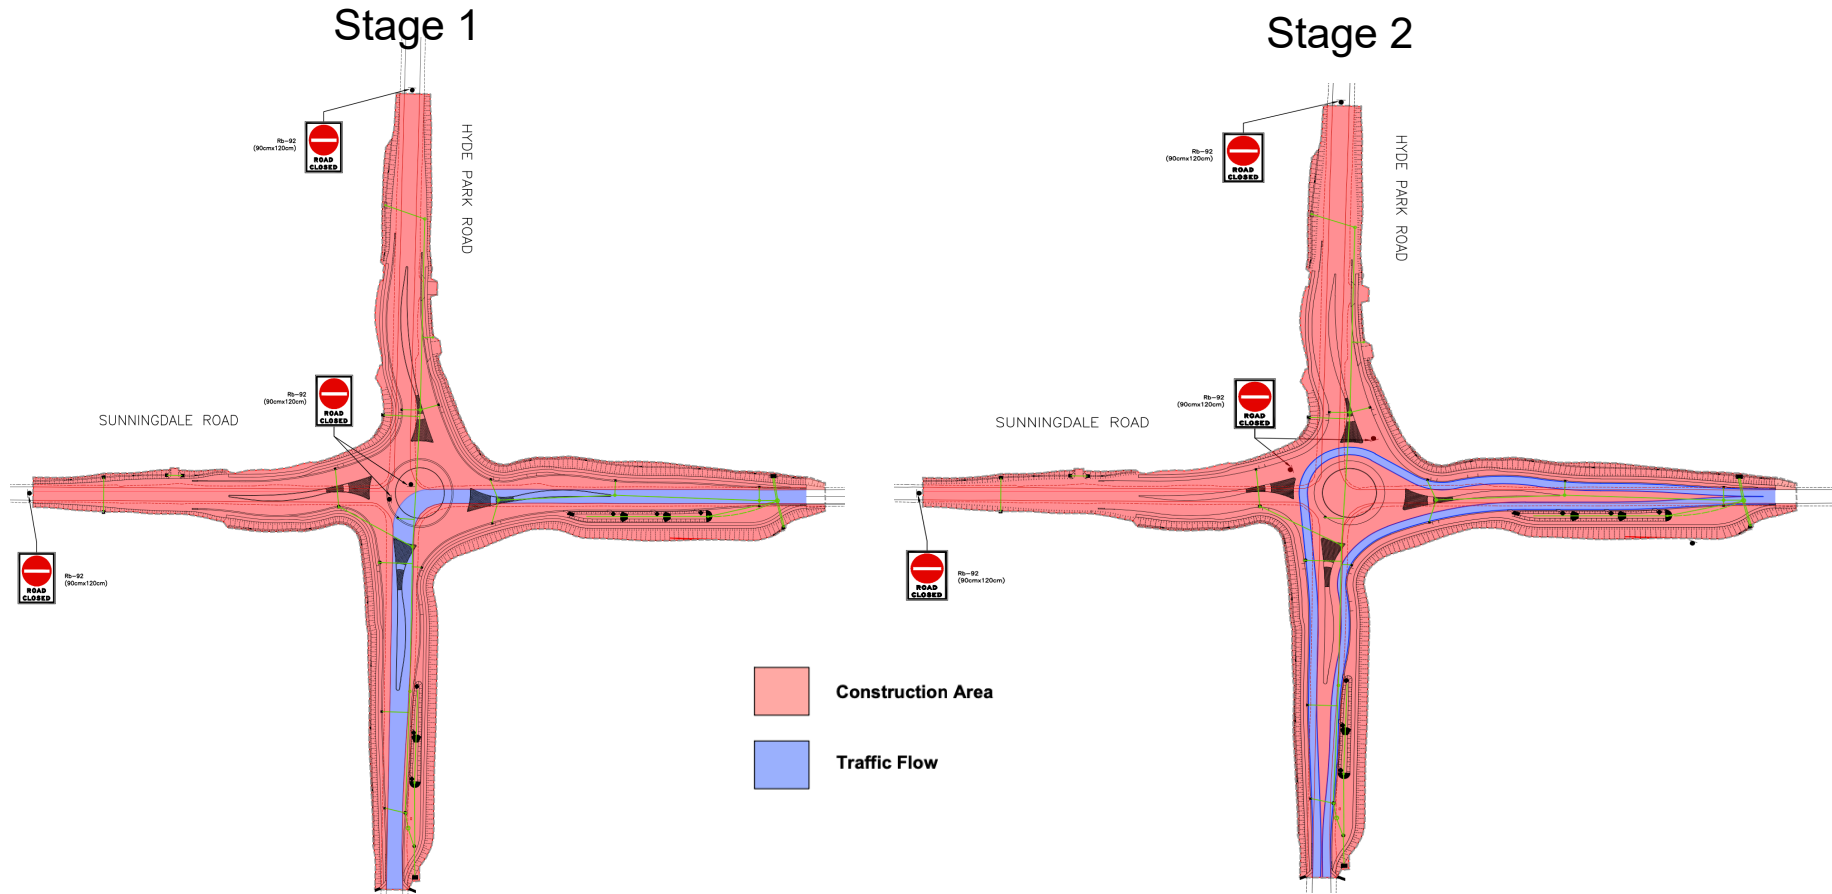 Stage 1
Stage 2
Rb-92
(90cmx120cm)
ROAD
CLOSED
HYDE PARK ROAD
Rb-92
(90cmx120cm)
ROAD
CLOSED
HYDE PARK ROAD
Rb-92
(90cmx120cm)
ROAD
CLOSED
SUNNINGDALE ROAD
Rb-92
(90cmx120cm)
ROAD
CLOSED
SUNNINGDALE ROAD
ROAD
CLOSED
Rb-92
(90cmx120cm)
ROAD
CLOSED
Rb-92
(90cmx120cm)
Construction Area
Traffic Flow